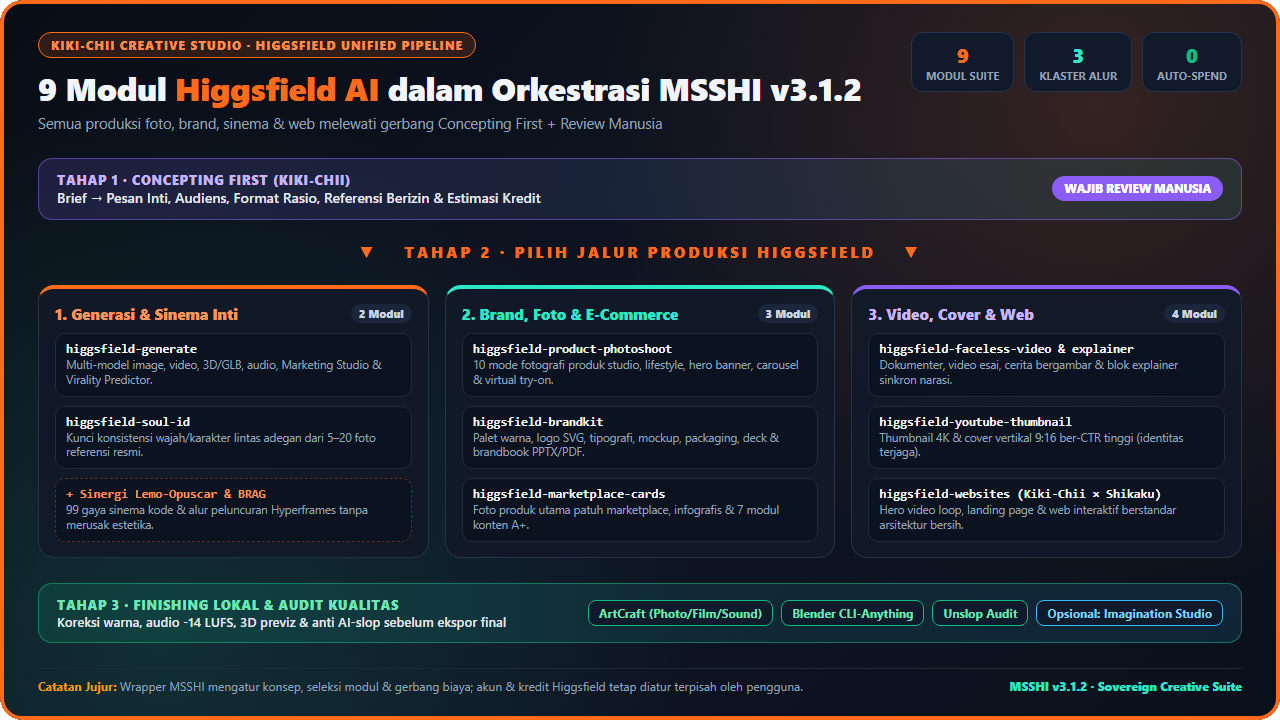 KIKI-CHII CREATIVE STUDIO · HIGGSFIELD UNIFIED PIPELINE
9 Modul Higgsfield AI dalam Orkestrasi MSSHI v3.1.2
Semua produksi foto, brand, sinema & web melewati gerbang Concepting First + Review Manusia
9
MODUL SUITE
3
KLASTER ALUR
0
AUTO-SPEND
TAHAP 1 · CONCEPTING FIRST (KIKI-CHII)
Brief → Pesan Inti, Audiens, Format Rasio, Referensi Berizin & Estimasi Kredit
WAJIB REVIEW MANUSIA
▼ TAHAP 2 · PILIH JALUR PRODUKSI HIGGSFIELD ▼
1. Generasi & Sinema Inti
2 Modul
higgsfield-generate
Multi-model image, video, 3D/GLB, audio, Marketing Studio &
Virality Predictor.
higgsfield-soul-id
Kunci konsistensi wajah/karakter lintas adegan dari 5–20 foto
referensi resmi.
+ Sinergi Lemo-Opuscar & BRAG
99 gaya sinema kode & alur peluncuran Hyperframes tanpa
merusak estetika.
2. Brand, Foto & E-Commerce
3 Modul
higgsfield-product-photoshoot
10 mode fotografi produk studio, lifestyle, hero banner, carousel
& virtual try-on.
higgsfield-brandkit
Palet warna, logo SVG, tipografi, mockup, packaging, deck &
brandbook PPTX/PDF.
higgsfield-marketplace-cards
Foto produk utama patuh marketplace, infografis & 7 modul
konten A+.
3. Video, Cover & Web
4 Modul
higgsfield-faceless-video & explainer
Dokumenter, video esai, cerita bergambar & blok explainer
sinkron narasi.
higgsfield-youtube-thumbnail
Thumbnail 4K & cover vertikal 9:16 ber-CTR tinggi (identitas
terjaga).
higgsfield-websites (Kiki-Chii × Shikaku)
Hero video loop, landing page & web interaktif berstandar
arsitektur bersih.
TAHAP 3 · FINISHING LOKAL & AUDIT KUALITAS
Koreksi warna, audio -14 LUFS, 3D previz & anti AI-slop sebelum ekspor final
ArtCraft (Photo/Film/Sound)
Blender CLI-Anything
Unslop Audit
Opsional: Imagination Studio
Catatan Jujur: Wrapper MSSHI mengatur konsep, seleksi modul & gerbang biaya; akun & kredit Higgsfield tetap diatur terpisah oleh pengguna.
MSSHI v3.1.2 · Sovereign Creative Suite